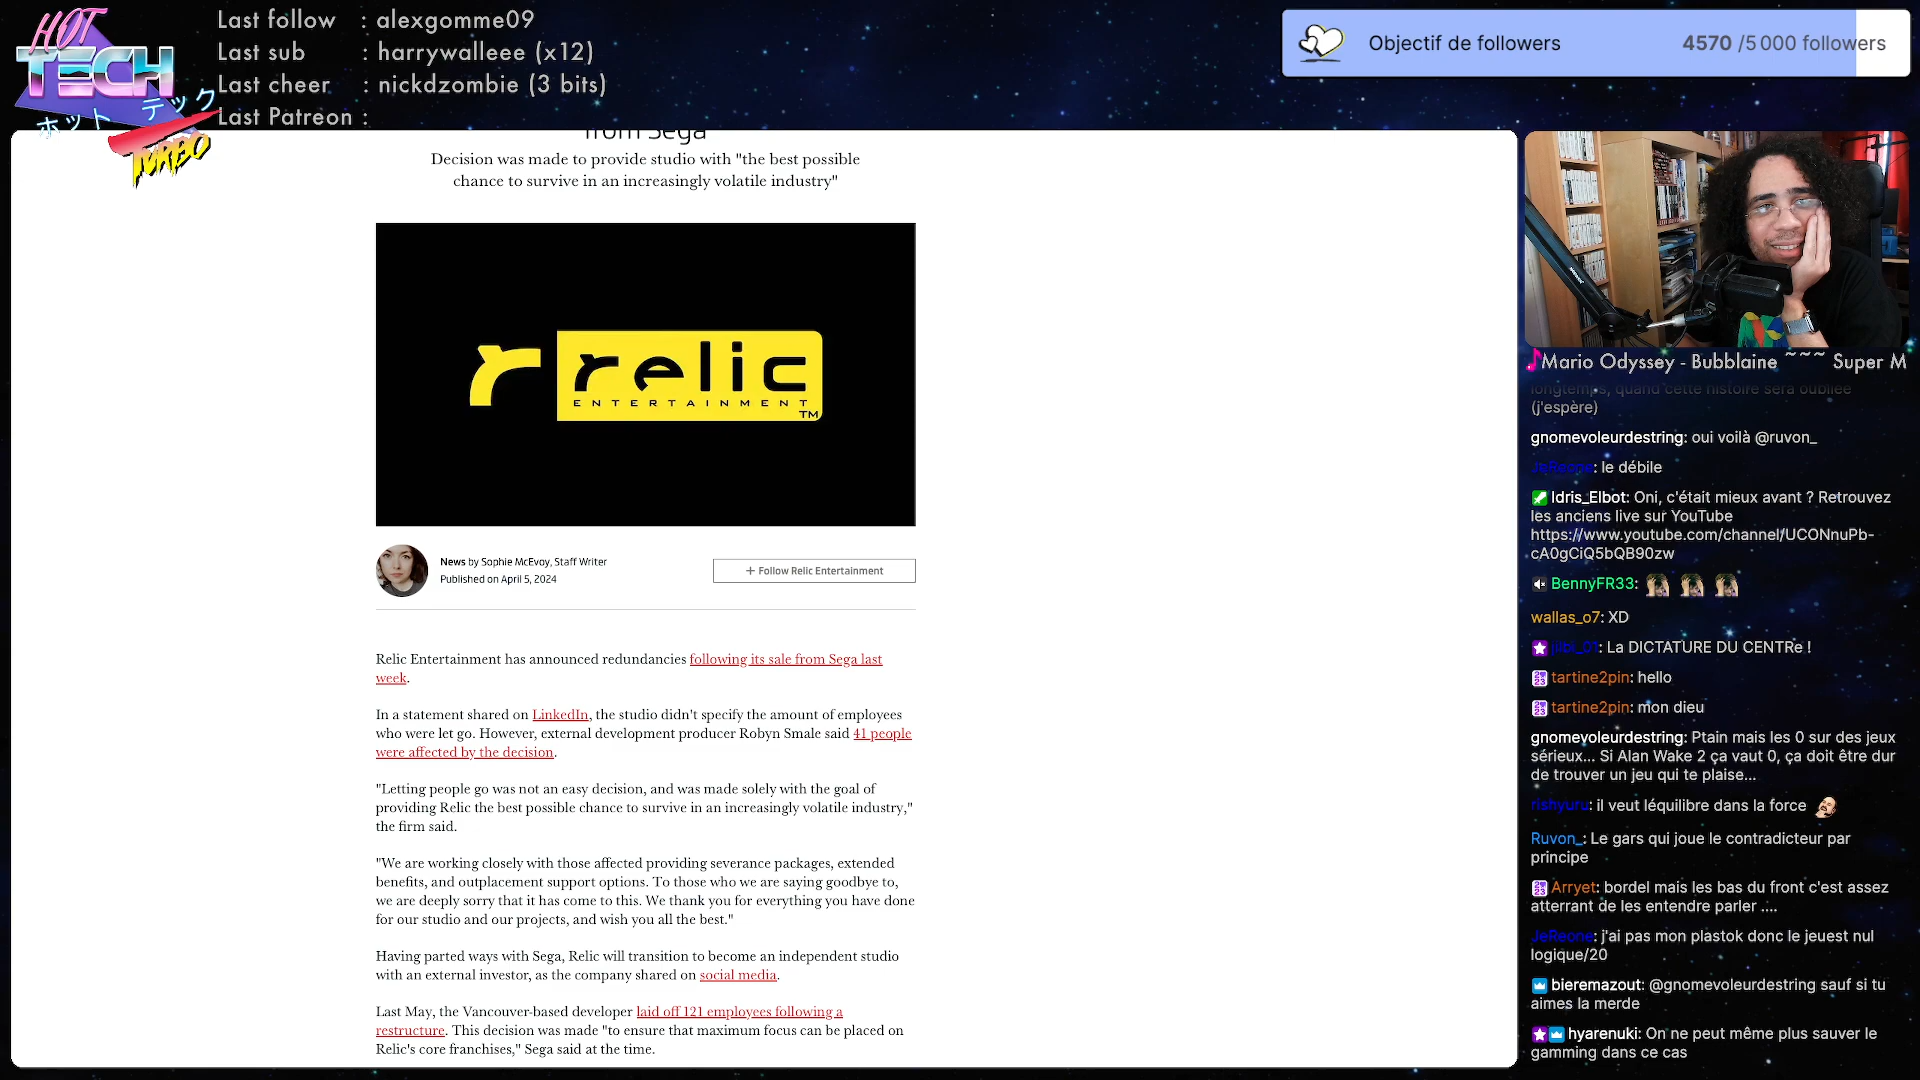 HOT
TECH
ホット テック
TURBO
Last follow : alexgomme09
Last sub : harrywalleee (x12)
Last cheer : nickdzombie (3 bits)
Last Patreon :
Objectif de followers 4570 /5 000 followers
from Sega
Decision was made to provide studio with "the best possible
chance to survive in an increasingly volatile industry"
r relic
ENTERTAINMENT
TM
News by Sophie McEvoy, Staff Writer
Published on April 5, 2024
+ Follow Relic Entertainment
Relic Entertainment has announced redundancies following its sale from Sega last
week.
In a statement shared on LinkedIn, the studio didn't specify the amount of employees
who were let go. However, external development producer Robyn Smale said 41 people
were affected by the decision.
"Letting people go was not an easy decision, and was made solely with the goal of
providing Relic the best possible chance to survive in an increasingly volatile industry,"
the firm said.
"We are working closely with those affected providing severance packages, extended
benefits, and outplacement support options. To those who we are saying goodbye to,
we are deeply sorry that it has come to this. We thank you for everything you have done
for our studio and our projects, and wish you all the best."
Having parted ways with Sega, Relic will transition to become an independent studio
with an external investor, as the company shared on social media.
Last May, the Vancouver-based developer laid off 121 employees following a
restructure. This decision was made "to ensure that maximum focus can be placed on
Relic's core franchises," Sega said at the time.
Mario Odyssey - Bubblaine ~~~ Super M
longtemps, quand cette histoire sera oubliée
(j'espère)
gnomevoleurdestring: oui voilà @ruvon_
JeReone: le débile
Idris_Elbot: Oni, c'était mieux avant ? Retrouvez
les anciens live sur YouTube
https://www.youtube.com/channel/UCONnuPb-
cA0gCiQ5bQB90zw
BennyFR33:
wallas_o7: XD
: La DICTATURE DU CENTRe !
tartine2pin: hello
tartine2pin: mon dieu
gnomevoleurdestring: Ptain mais les 0 sur des jeux
sérieux... Si Alan Wake 2 ça vaut 0, ça doit être dur
de trouver un jeu qui te plaise...
rishyuru: il veut léquilibre dans la force
Ruvon_: Le gars qui joue le contradicteur par
principe
Arryet: bordel mais les bas du front c'est assez
atterrant de les entendre parler ....
JeReone: j'ai pas mon plastok donc le jeuest nul
logique/20
bieremazout: @gnomevoleurdestring sauf si tu
aimes la merde
hyarenuki: On ne peut même plus sauver le
gamming dans ce cas